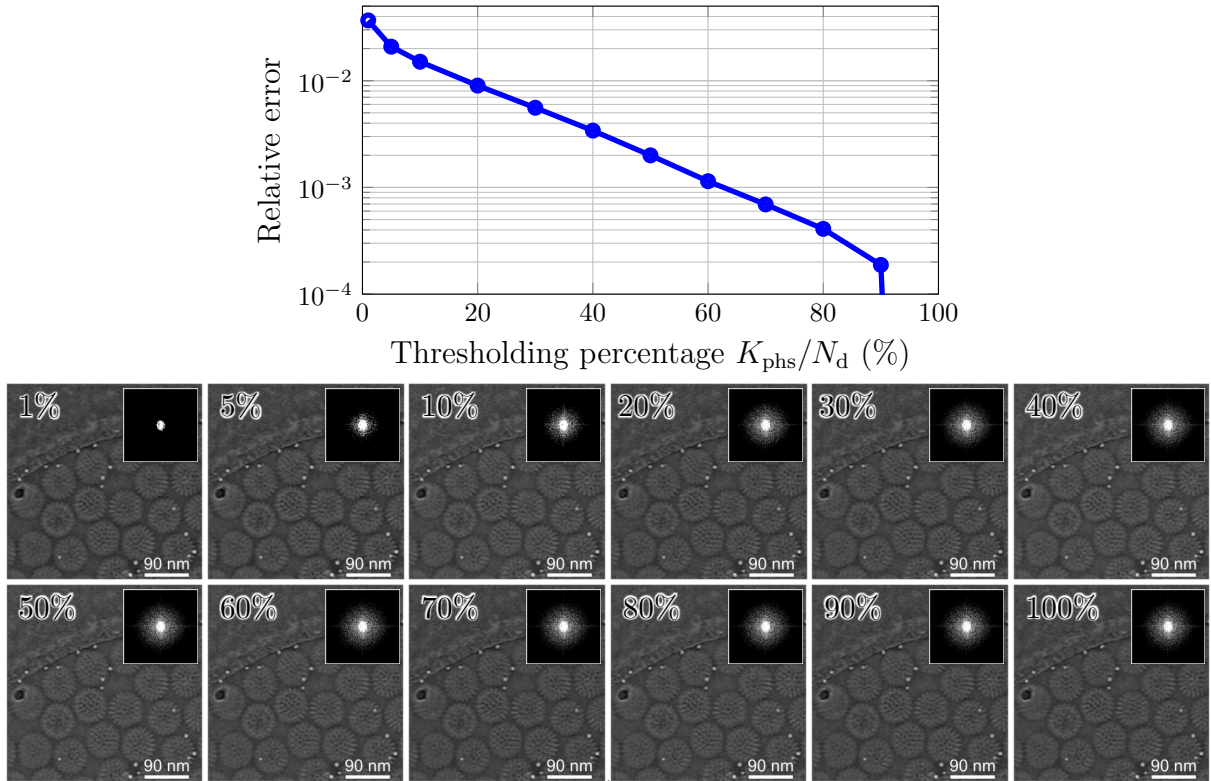 Relative error
10⁻²
10⁻³
10⁻⁴
0 20 40 60 80 100
Thresholding percentage K_phs/N_d (%)
1% 5% 10% 20% 30% 40%
90 nm 90 nm 90 nm 90 nm 90 nm 90 nm
50% 60% 70% 80% 90% 100%
90 nm 90 nm 90 nm 90 nm 90 nm 90 nm